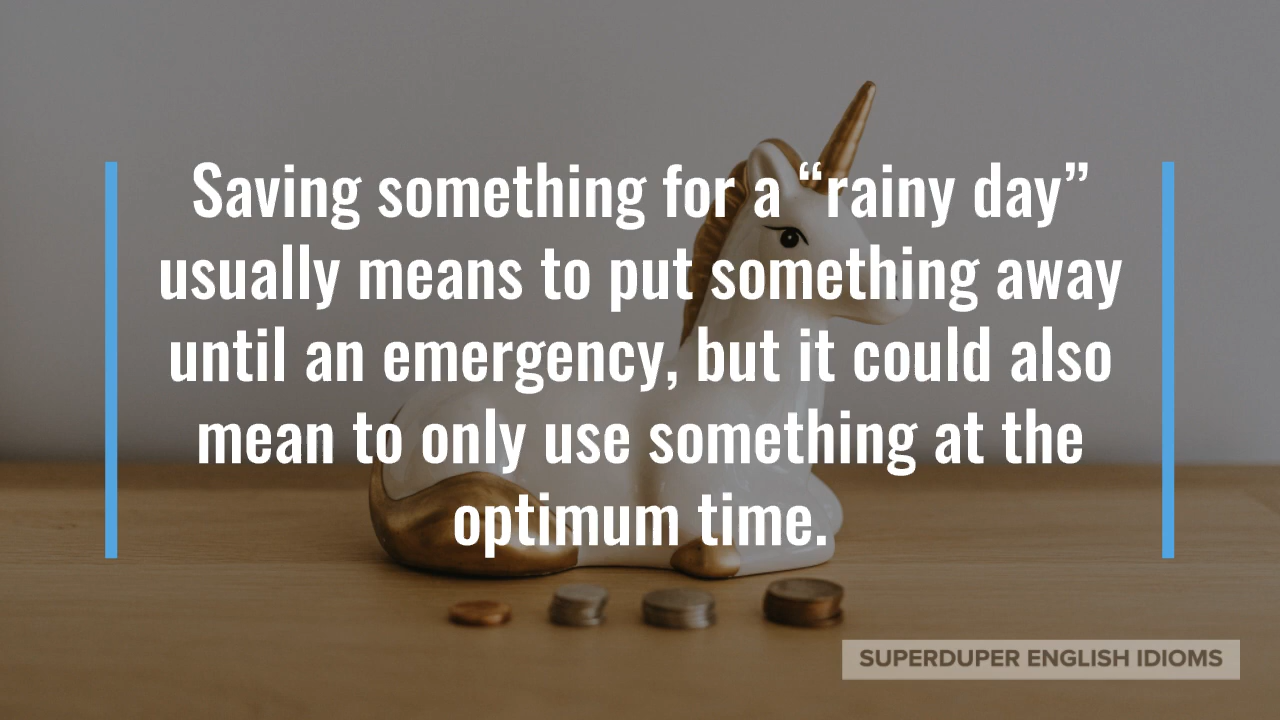 Saving something for a “rainy day”
usually means to put something away
until an emergency, but it could also
mean to only use something at the
optimum time.
SUPERDUPER ENGLISH IDIOMS